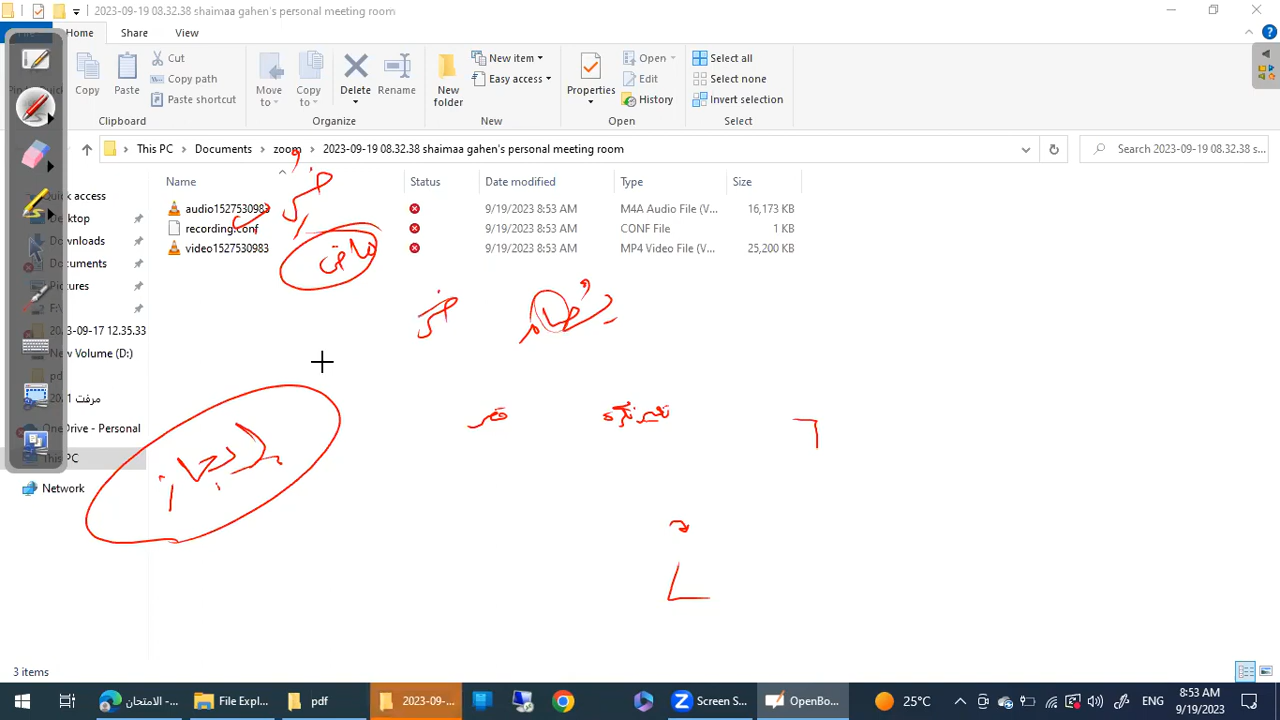 2023-09-19 08.32.38 shaimaa gahen's personal meeting room
Home Share View
Copy Paste Cut Copy path Paste shortcut
Move to Copy to Delete Rename
New folder New item Easy access
Properties Open Edit History
Select all Select none Invert selection
Clipboard Organize New Open Select
This PC Documents zoom 2023-09-19 08.32.38 shaimaa gahen's personal meeting room
Search 2023-09-19 08.32.38 s...
Name Status Date modified Type Size
audio1527530983 9/19/2023 8:53 AM M4A Audio File (V... 16,173 KB
recording.conf 9/19/2023 8:53 AM CONF File 1 KB
video1527530983 9/19/2023 8:53 AM MP4 Video File (V... 25,200 KB
Quick access
Desktop
Downloads
Documents
Pictures
F:\
2023-09-17 12.35.33
New Volume (D:)
pd
OneDrive - Personal
This PC
Network
3 items
الامتحان - ...
File Expl...
pdf
2023-09...
Screen S...
OpenBo...
25°C
ENG
8:53 AM
9/19/2023